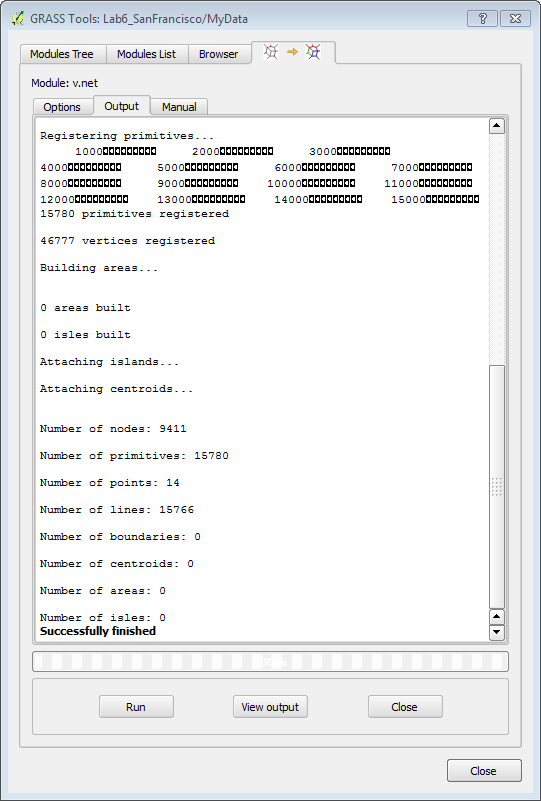 GRASS Tools: Lab6_SanFrancisco/MyData
Modules Tree Modules List Browser
Module: v.net
Options Output Manual
Registering primitives...
1000 2000 3000
4000 5000 6000 7000
8000 9000 10000 11000
12000 13000 14000 15000
15780 primitives registered
46777 vertices registered
Building areas...
0 areas built
0 isles built
Attaching islands...
Attaching centroids...
Number of nodes: 9411
Number of primitives: 15780
Number of points: 14
Number of lines: 15766
Number of boundaries: 0
Number of centroids: 0
Number of areas: 0
Number of isles: 0
Successfully finished
Run View output Close
Close